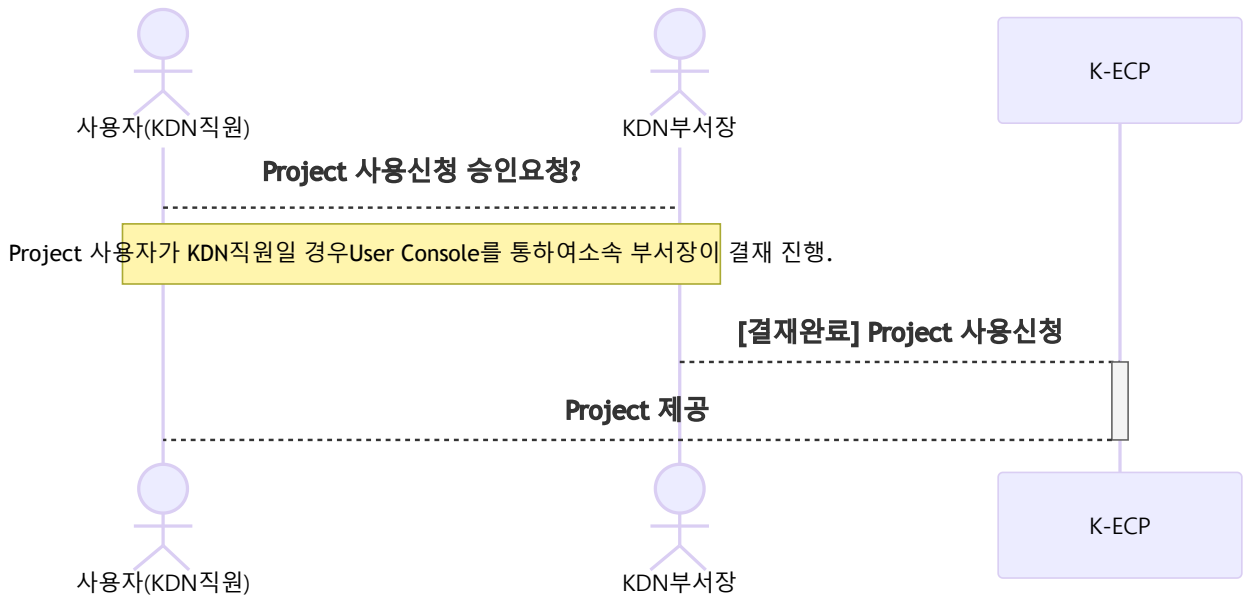 사용자(KDN직원)
KDN부서장
K-ECP
Project 사용신청 승인요청?
Project 사용자가 KDN직원일 경우User Console를 통하여소속 부서장이 결재 진행.
[결재완료] Project 사용신청
Project 제공
사용자(KDN직원)
KDN부서장
K-ECP